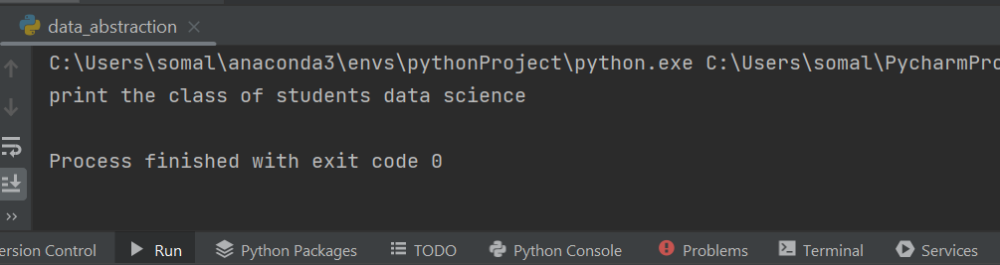 data_abstraction
C:\Users\somal\anaconda3\envs\pythonProject\python.exe C:\Users\somal\PycharmPro
print the class of students data science
Process finished with exit code 0
ersion Control Run Python Packages TODO Python Console Problems Terminal Services